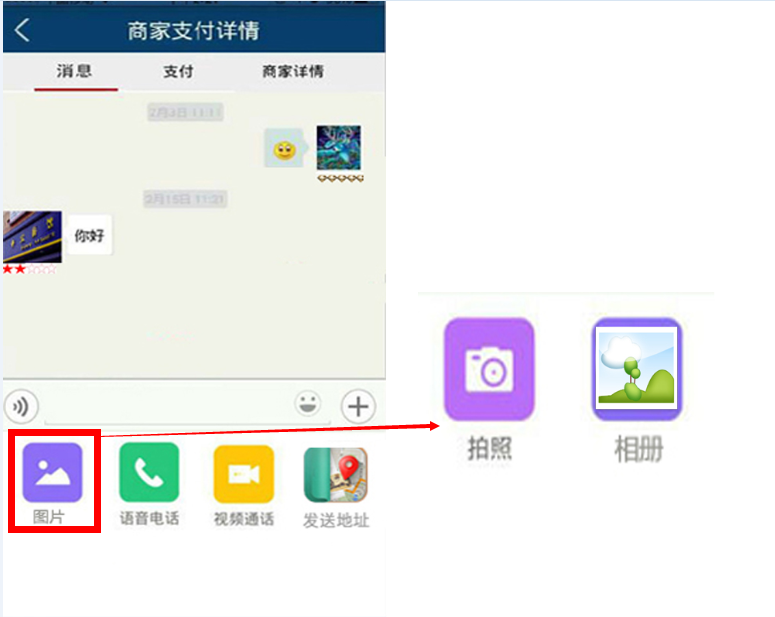 商家支付详情
消息 支付 商家详情
2月3日 11:11
2月15日 11:21
你好
图片 语音电话 视频通话 发送地址
拍照 相册